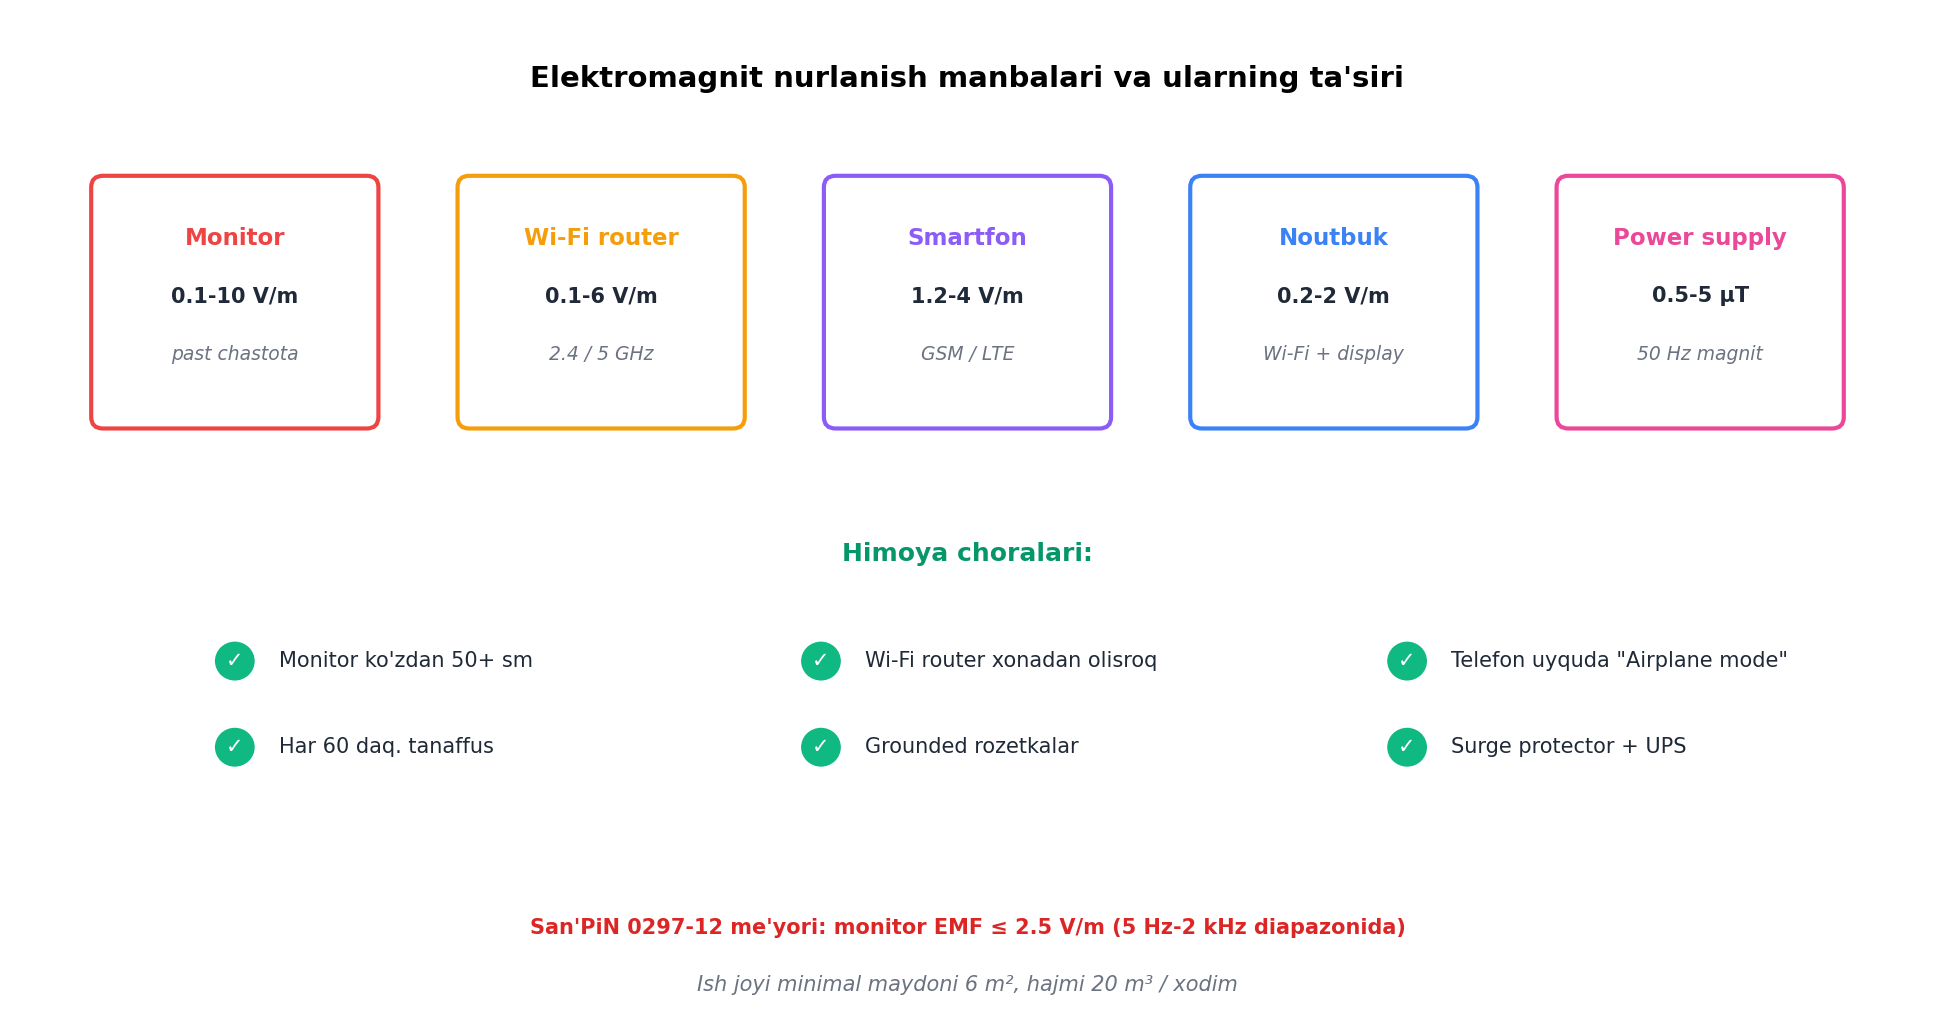 Elektromagnit nurlanish manbalari va ularning ta'siri
Monitor
0.1-10 V/m
past chastota
Wi-Fi router
0.1-6 V/m
2.4 / 5 GHz
Smartfon
1.2-4 V/m
GSM / LTE
Noutbuk
0.2-2 V/m
Wi-Fi + display
Power supply
0.5-5 µT
50 Hz magnit
Himoya choralari:
✓ Monitor ko'zdan 50+ sm
✓ Wi-Fi router xonadan olisroq
✓ Telefon uyquda "Airplane mode"
✓ Har 60 daq. tanaffus
✓ Grounded rozetkalar
✓ Surge protector + UPS
San'PiN 0297-12 me'yori: monitor EMF ≤ 2.5 V/m (5 Hz-2 kHz diapazonida)
Ish joyi minimal maydoni 6 m², hajmi 20 m³ / xodim